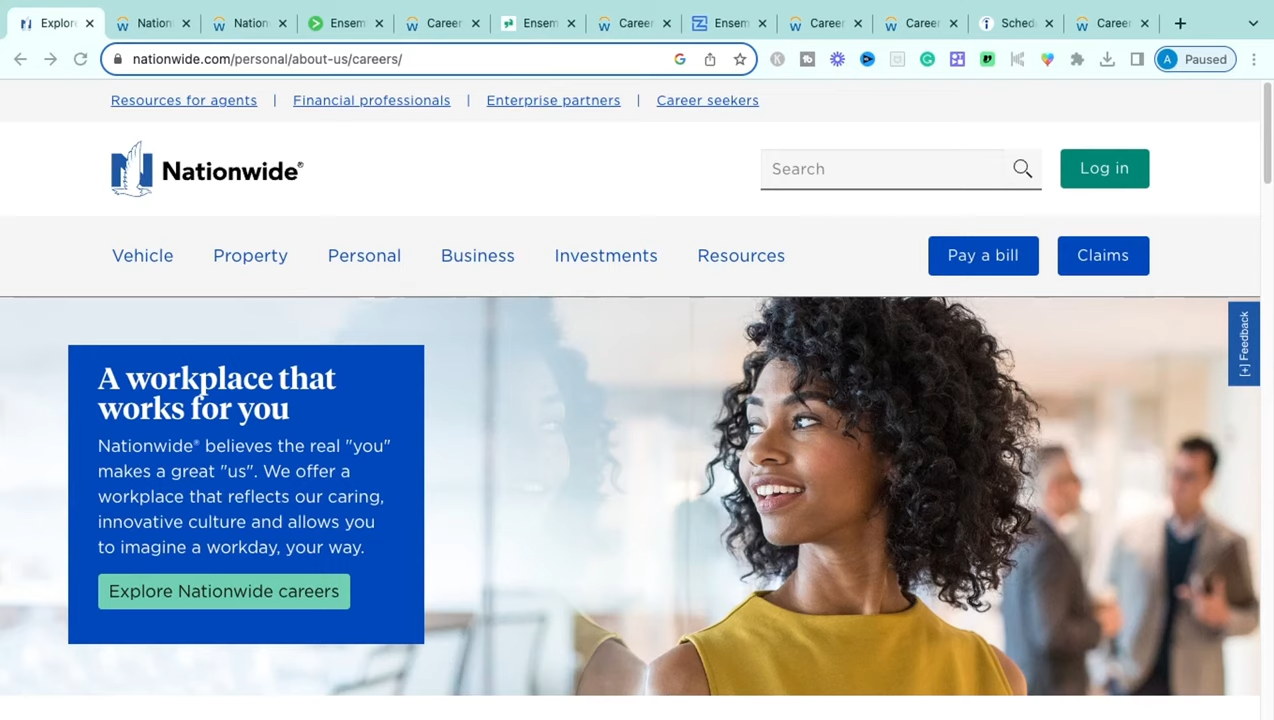 Explor
Nation
Nation
Ensem
Career
Ensem
Career
Ensem
Career
Career
Sched
Career
nationwide.com/personal/about-us/careers/
A
Paused
Resources for agents | Financial professionals | Enterprise partners | Career seekers
Nationwide®
Search
Log in
Vehicle Property Personal Business Investments Resources
Pay a bill
Claims
[+] Feedback
A workplace that
works for you
Nationwide® believes the real "you"
makes a great "us". We offer a
workplace that reflects our caring,
innovative culture and allows you
to imagine a workday, your way.
Explore Nationwide careers